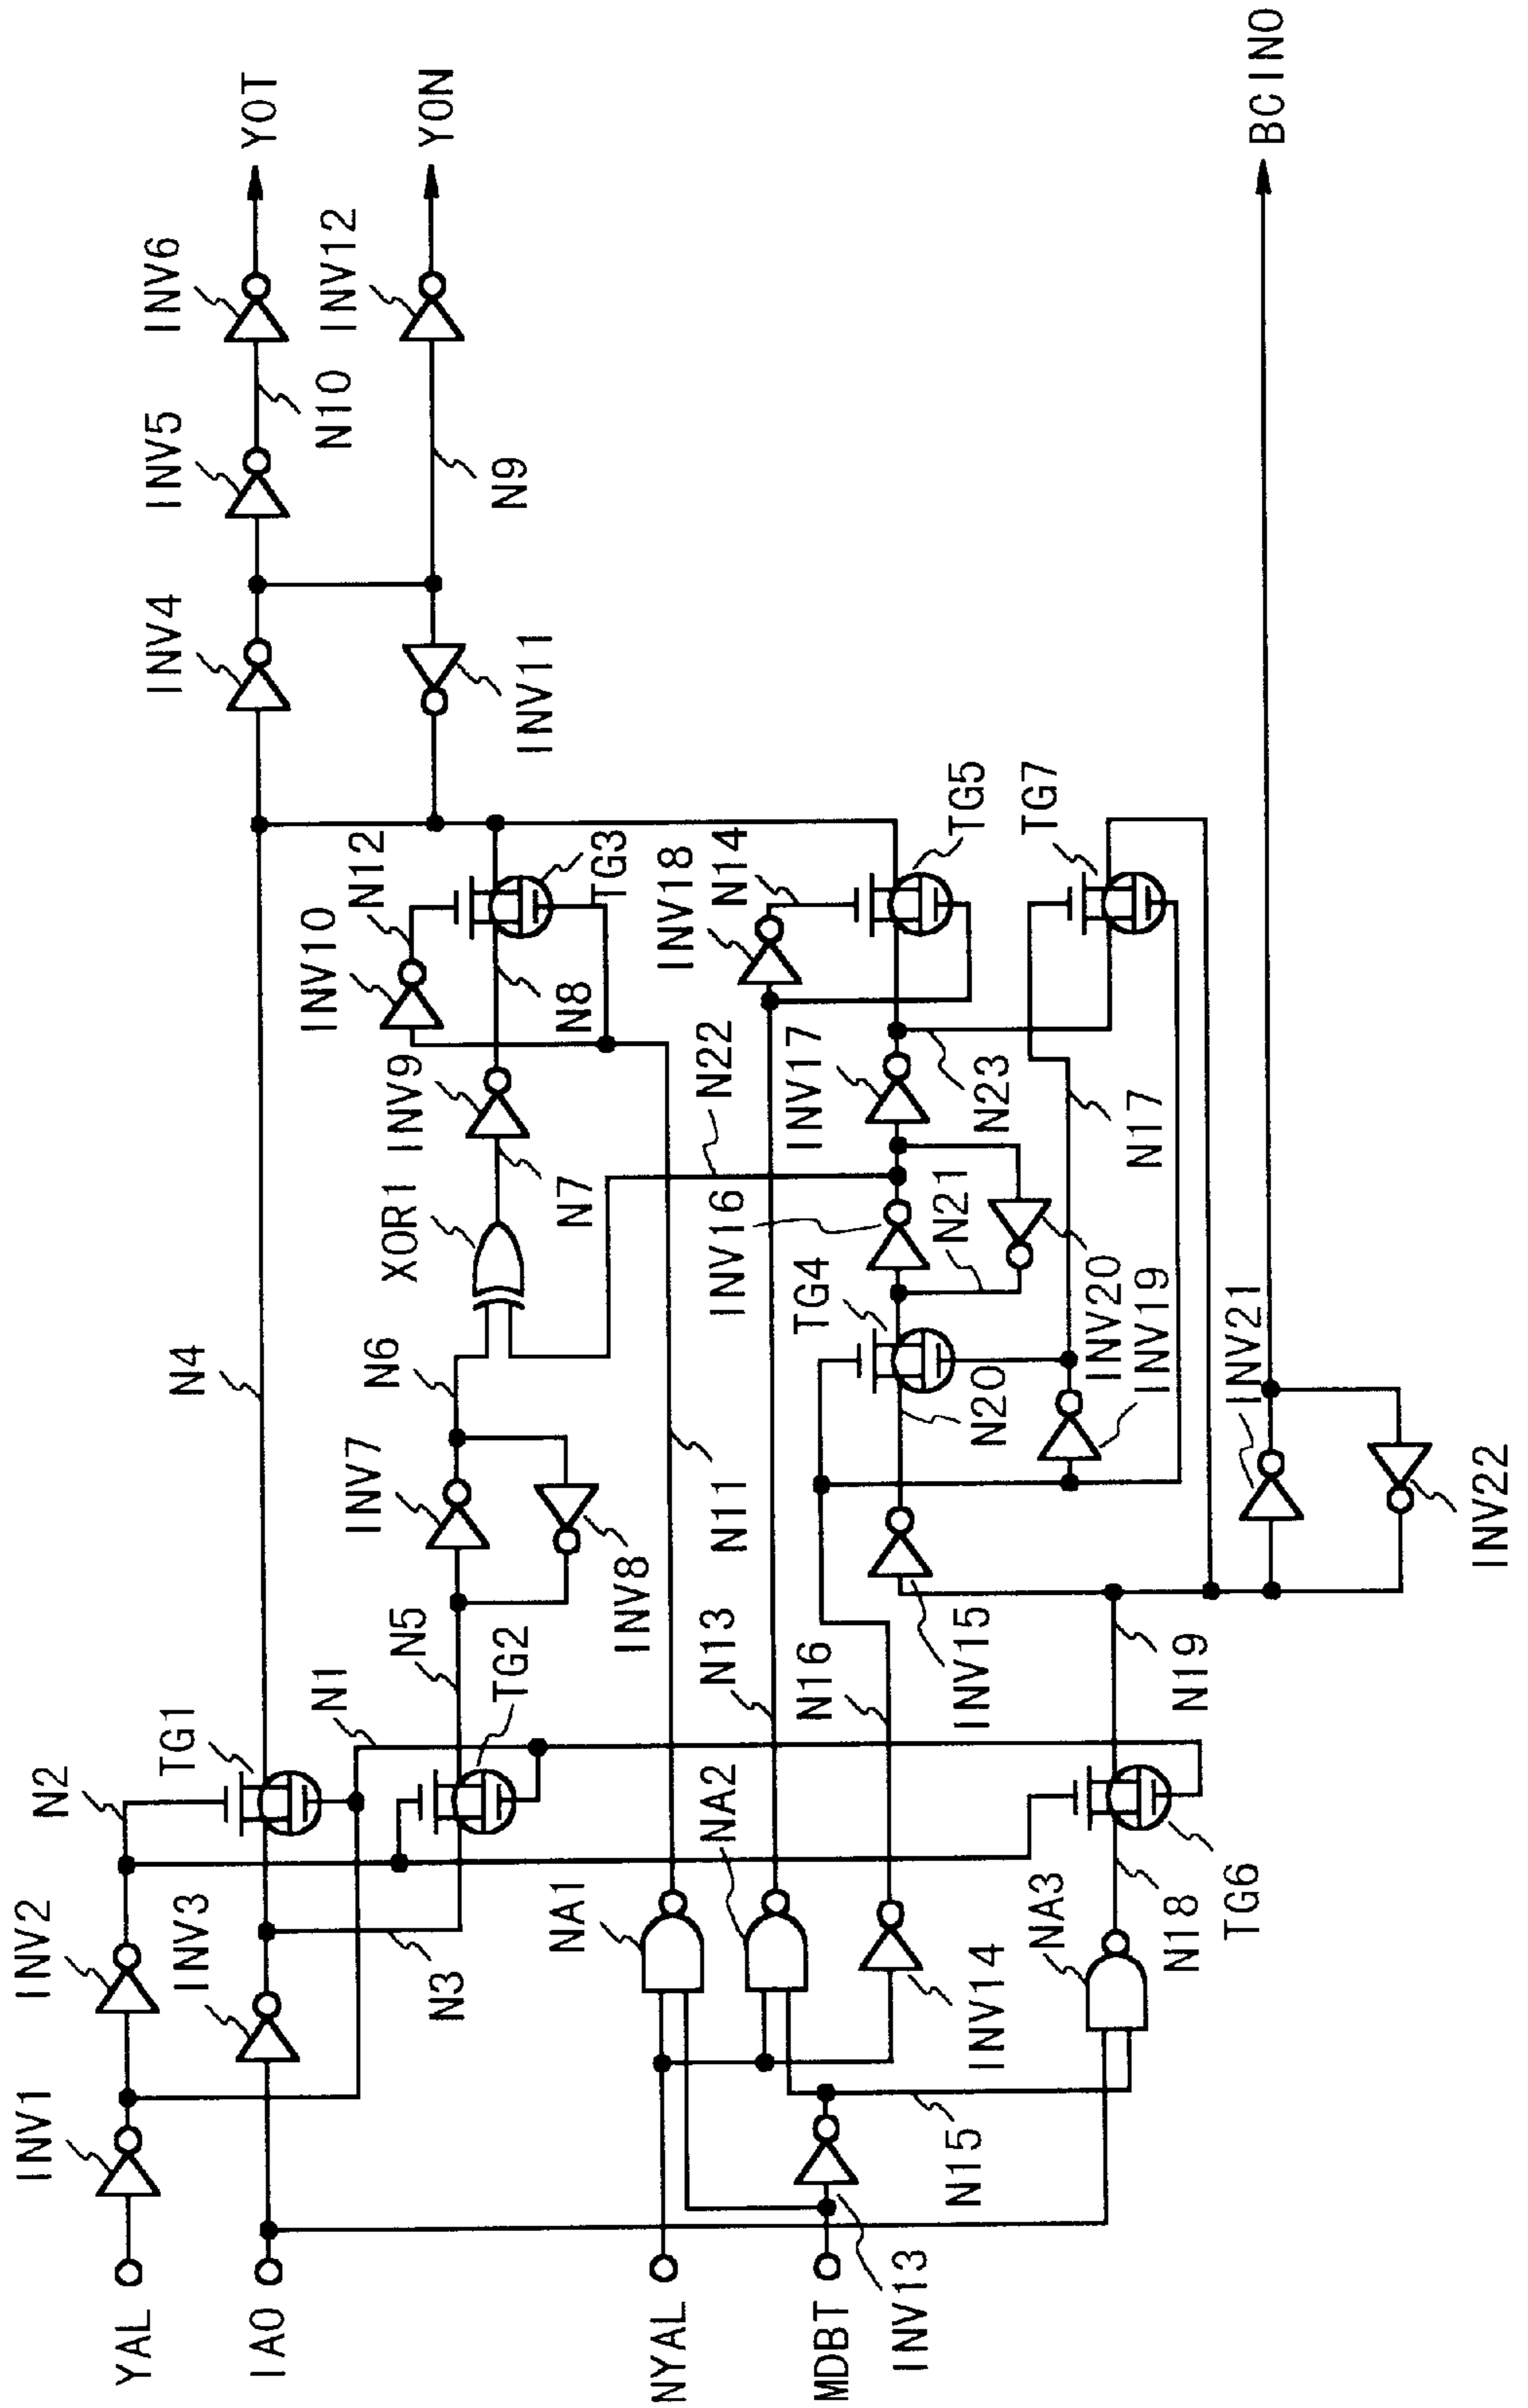 YAL
INV1
INV2
N2
TG1
N4
INV4
INV5
INV6
YOT
N10
IA0
INV3
N3
N1
TG2
N5
INV7
INV8
N6
XOR1
N7
INV9
INV10
N12
N8
TG3
INV11
N9
INV12
YON
NYAL
NA1
N11
N22
INV18
N14
TG5
MDBT
INV13
N15
NA2
N13
INV14
N16
INV15
N20
TG4
INV16
N21
INV20
INV19
INV17
N23
N17
TG7
NA3
N18
TG6
N19
INV21
INV22
BCIN0